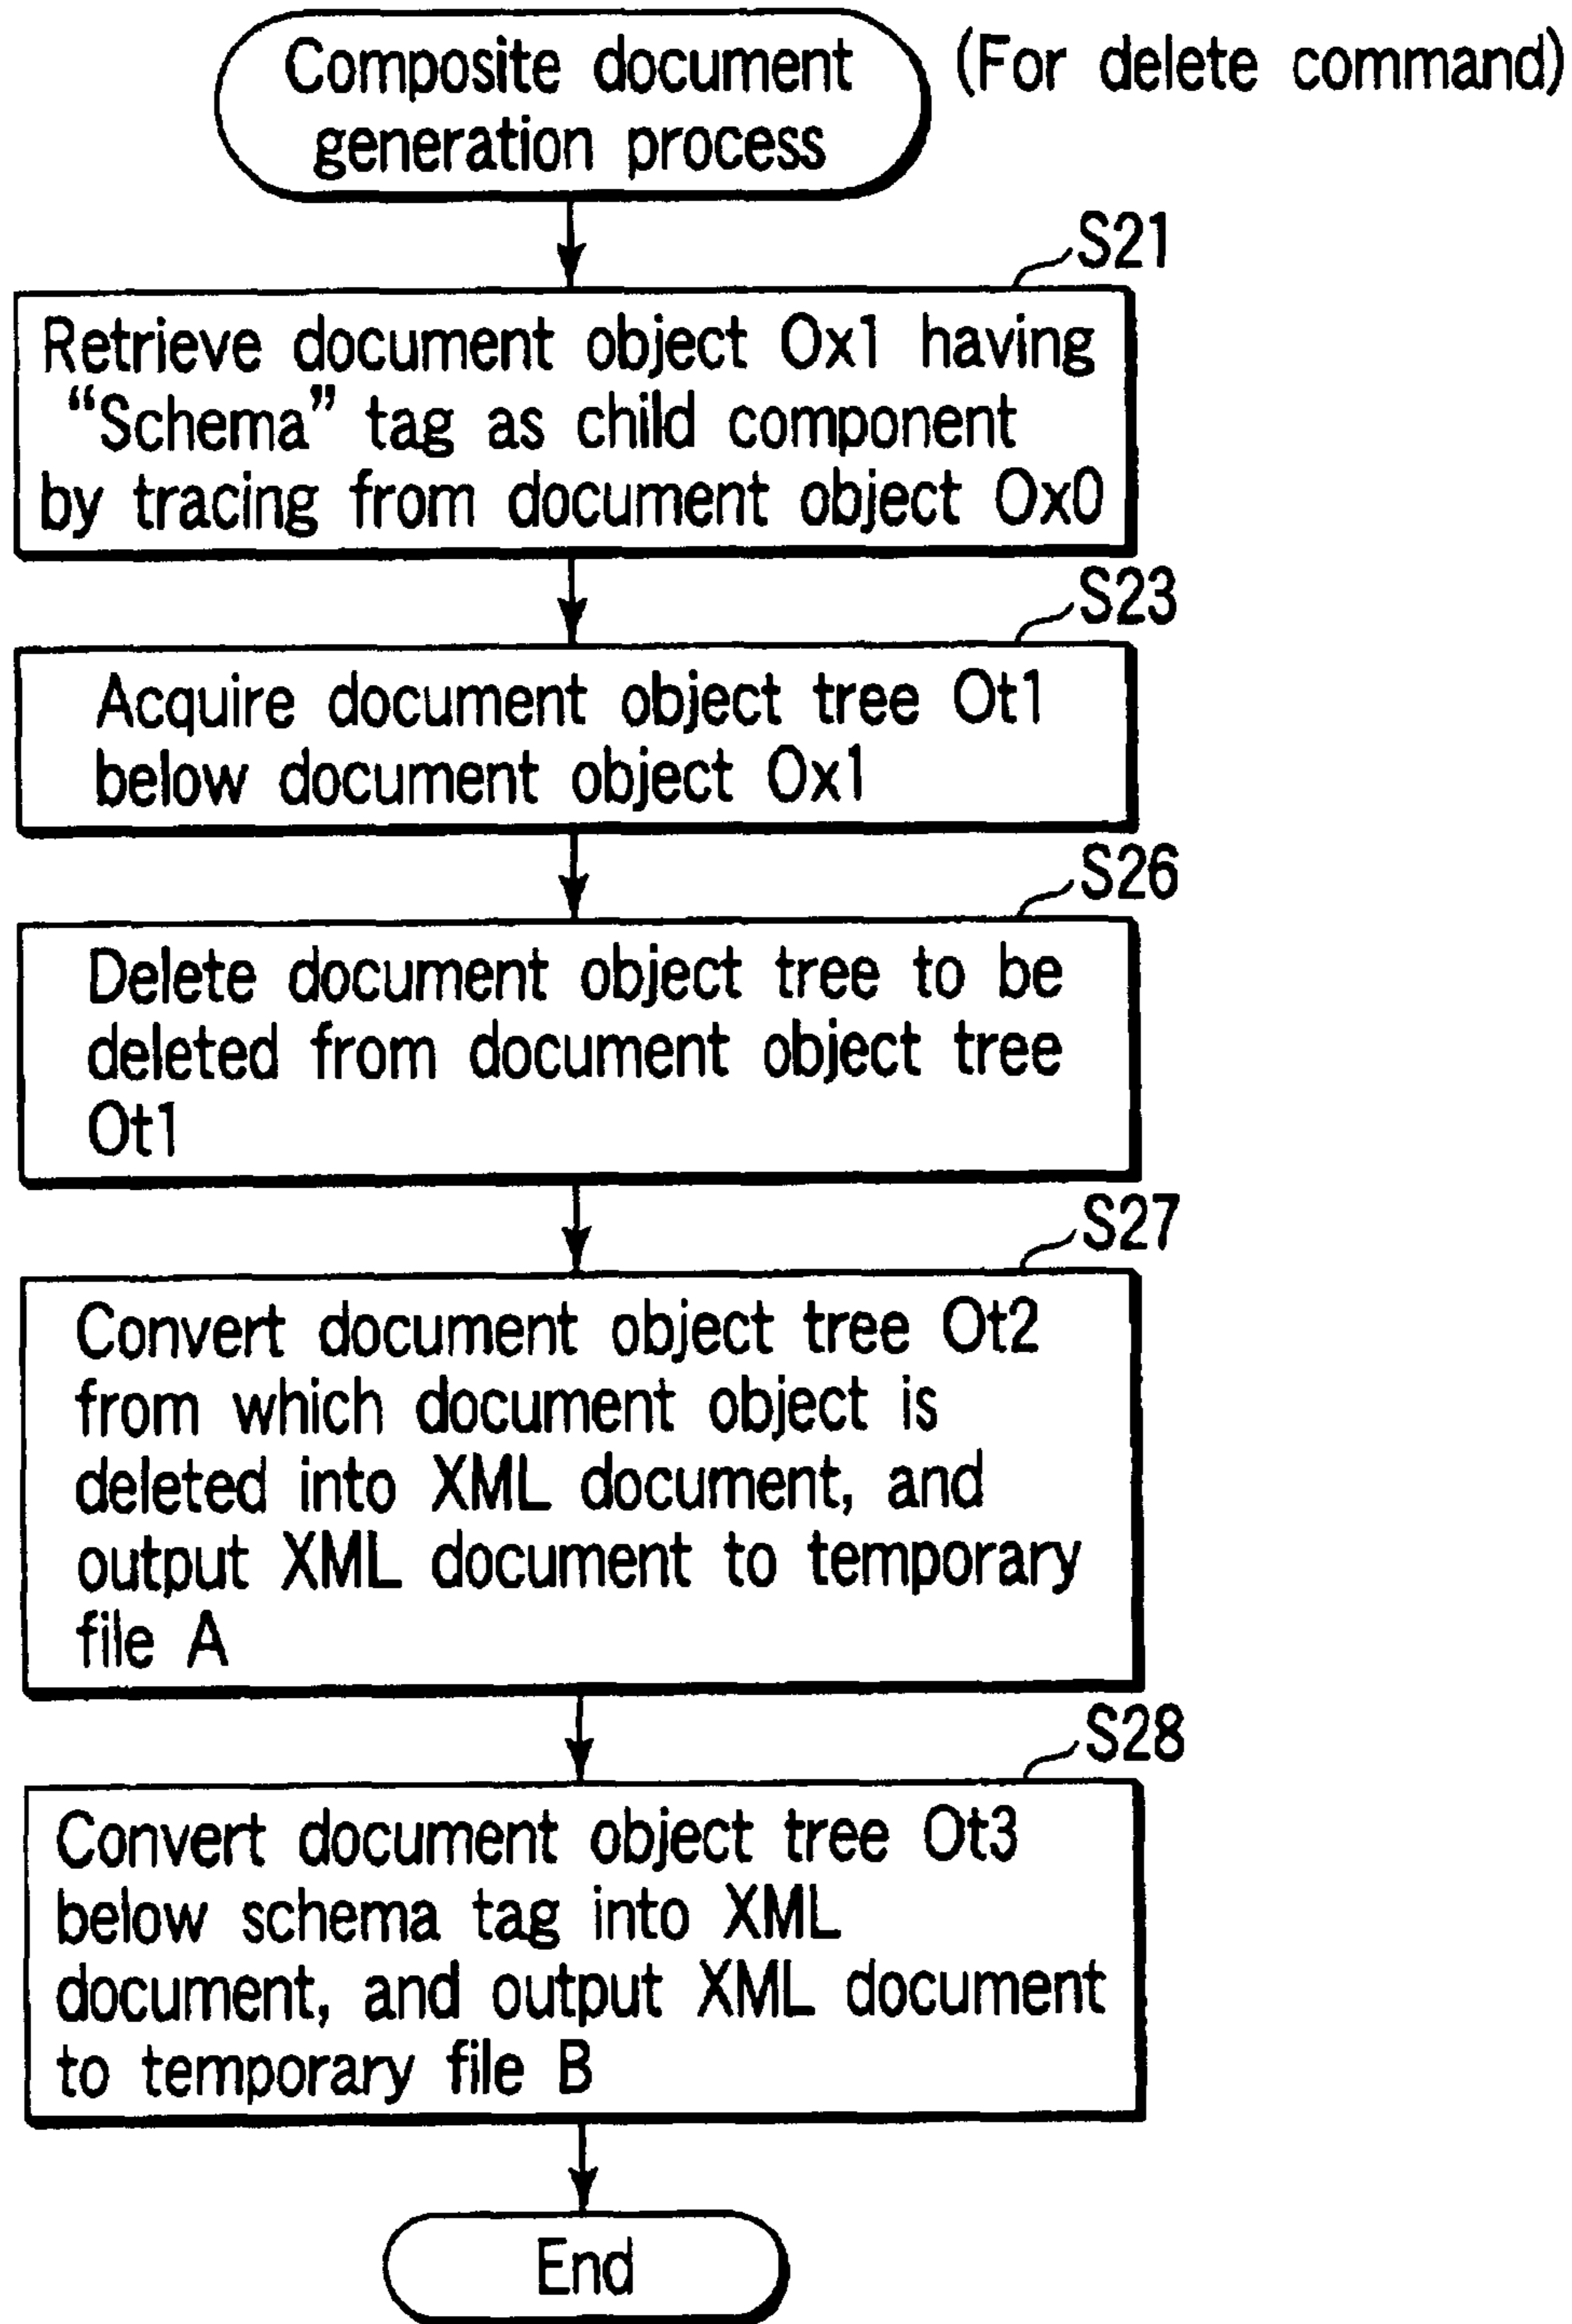 Composite document
generation process
(For delete command)
S21
Retrieve document object Ox1 having
“Schema” tag as child component
by tracing from document object Ox0
S23
Acquire document object tree Ot1
below document object Ox1
S26
Delete document object tree to be
deleted from document object tree
Ot1
S27
Convert document object tree Ot2
from which document object is
deleted into XML document, and
output XML document to temporary
file A
S28
Convert document object tree Ot3
below schema tag into XML
document, and output XML document
to temporary file B
End